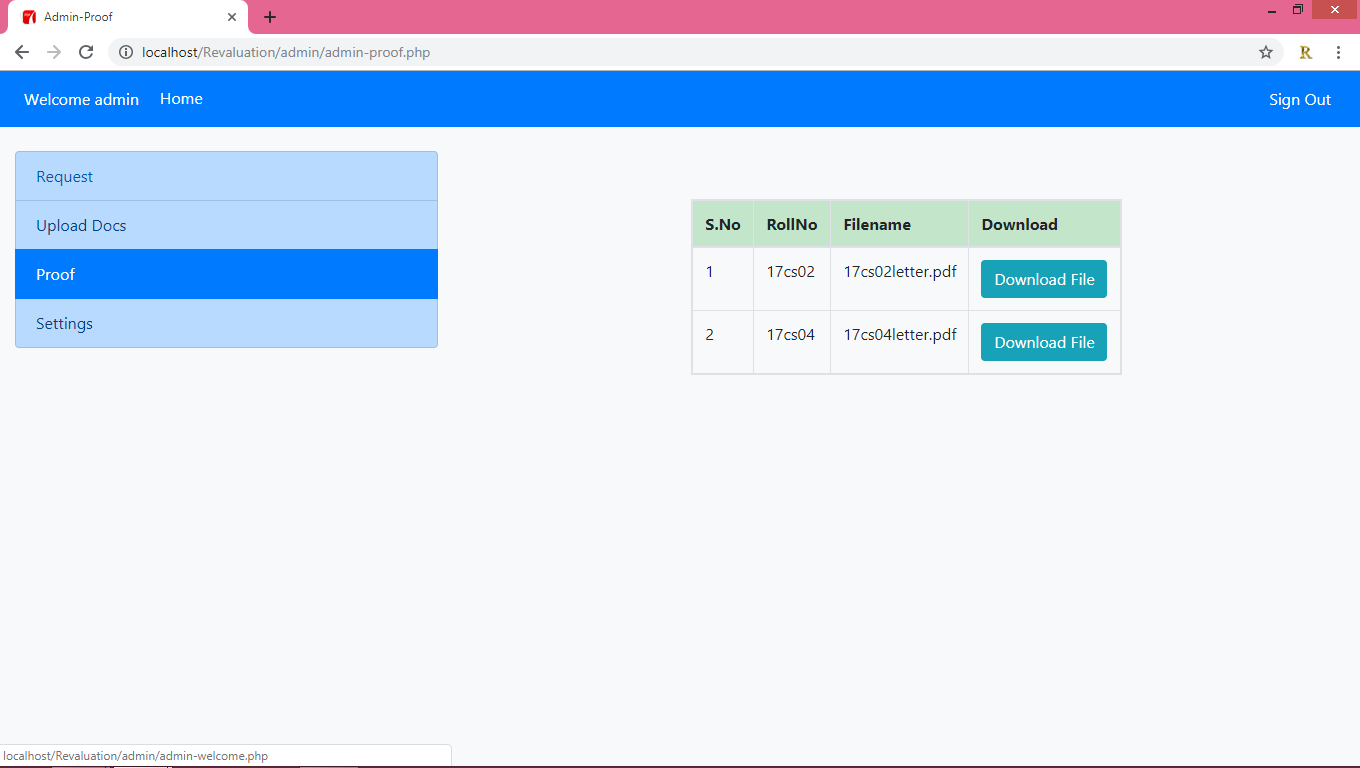 Admin-Proof
localhost/Revaluation/admin/admin-proof.php
R
Welcome admin Home Sign Out
Request
Upload Docs
Proof
Settings
S.No RollNo Filename Download
1 17cs02 17cs02letter.pdf Download File
2 17cs04 17cs04letter.pdf Download File
localhost/Revaluation/admin/admin-welcome.php